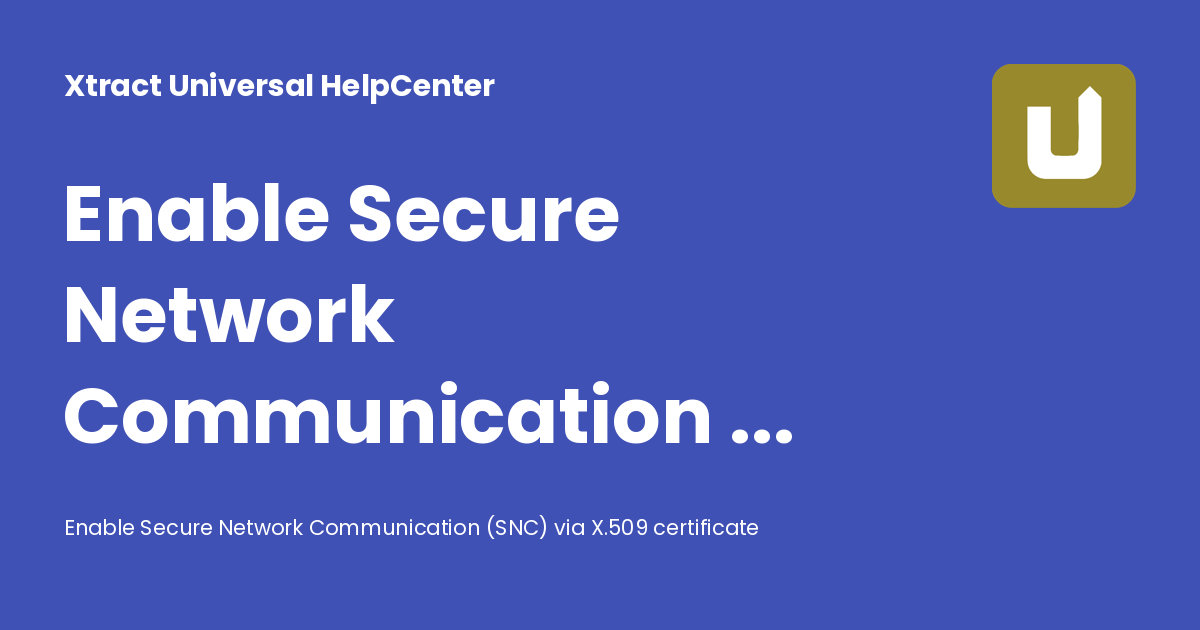 Xtract Universal HelpCenter
Enable Secure
Network
Communication ...
Enable Secure Network Communication (SNC) via X.509 certificate